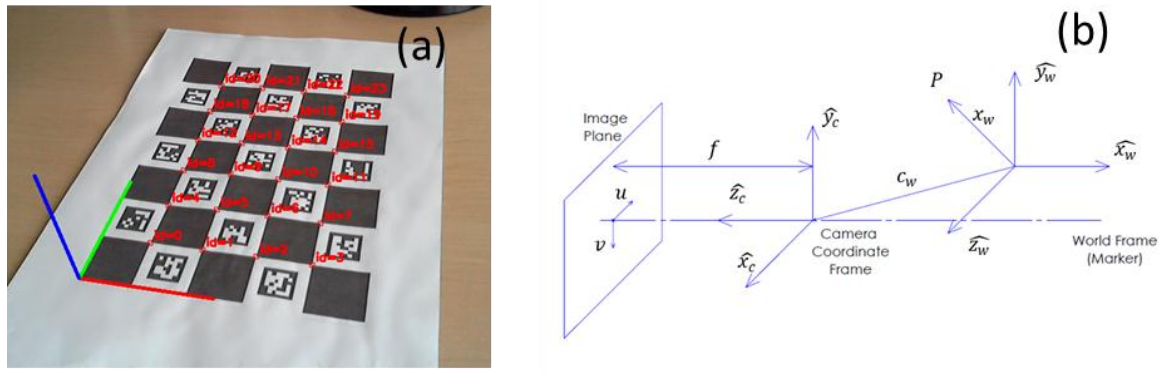 (a)
id=20 id=21 id=22 id=23
id=16 id=17 id=18 id=19
id=12 id=13 id=14 id=15
id=8 id=9 id=10 id=11
id=4 id=5 id=6 id=7
id=0 id=1 id=2 id=3
(b)
Image
Plane
f
u
v
ẑ_c
ŷ_c
x̂_c
Camera
Coordinate
Frame
c_w
P
x_w
ŷ_w
x̂_w
ẑ_w
World Frame
(Marker)